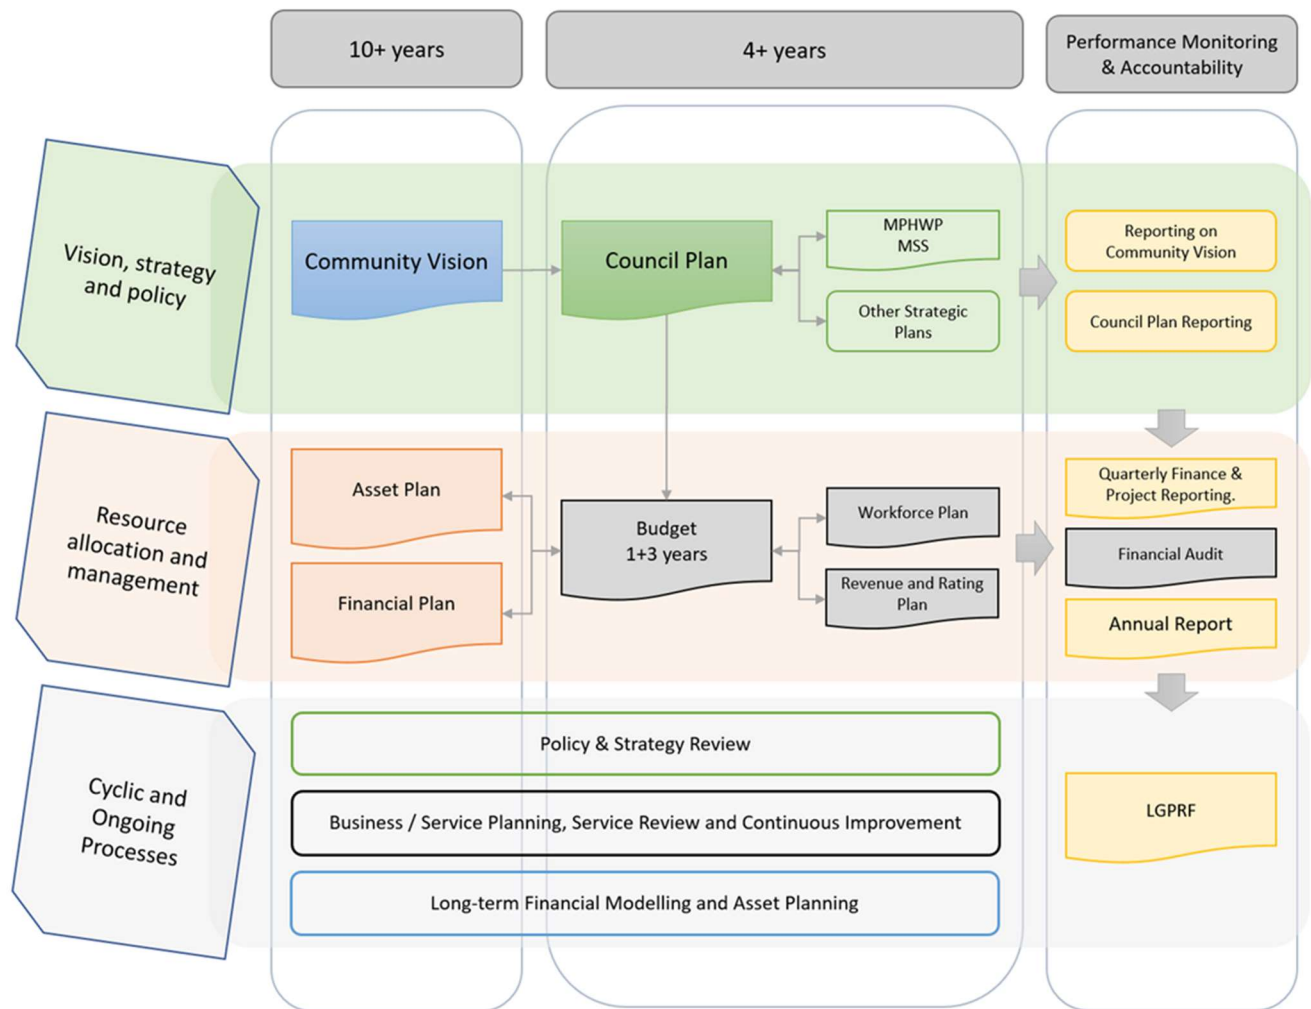 10+ years
4+ years
Performance Monitoring
& Accountability
Vision, strategy
and policy
Community Vision
Council Plan
MPHWP
MSS
Other Strategic
Plans
Reporting on
Community Vision
Council Plan Reporting
Resource
allocation and
management
Asset Plan
Financial Plan
Budget
1+3 years
Workforce Plan
Revenue and Rating
Plan
Quarterly Finance &
Project Reporting.
Financial Audit
Annual Report
Cyclic and
Ongoing
Processes
Policy & Strategy Review
Business / Service Planning, Service Review and Continuous Improvement
Long-term Financial Modelling and Asset Planning
LGPRF